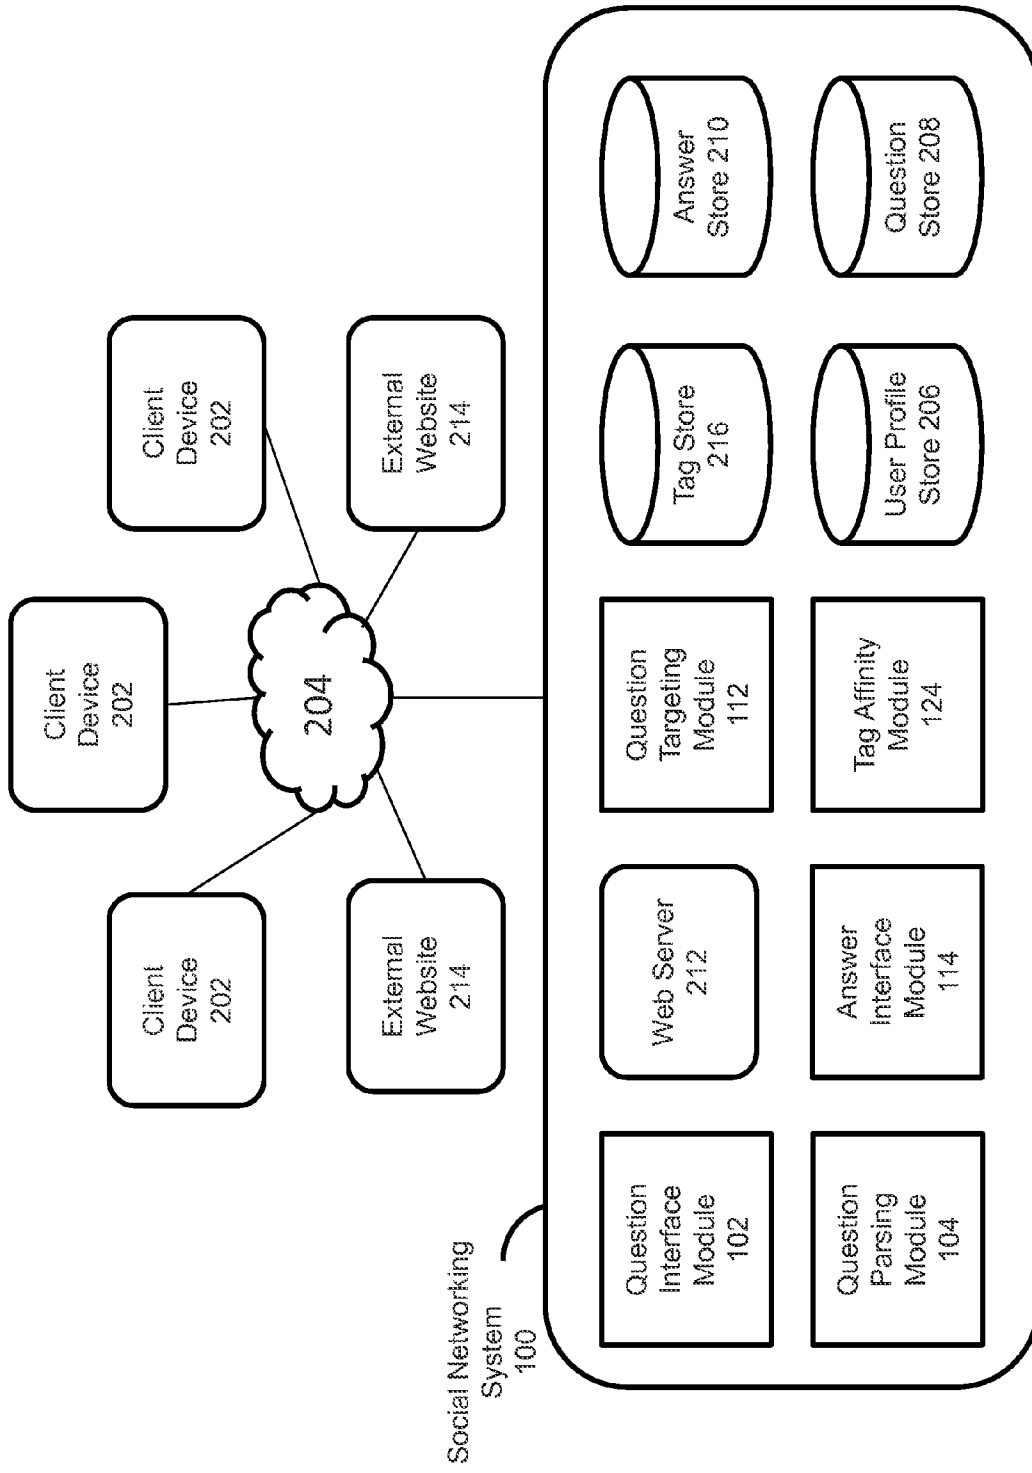 Client
Device
202
Client
Device
202
Client
Device
202
External
Website
214
204
External
Website
214
Social Networking
System
100
Question
Interface
Module
102
Web Server
212
Question
Targeting
Module
112
Tag Store
216
Answer
Store 210
Question
Parsing
Module
104
Answer
Interface
Module
114
Tag Affinity
Module
124
User Profile
Store 206
Question
Store 208